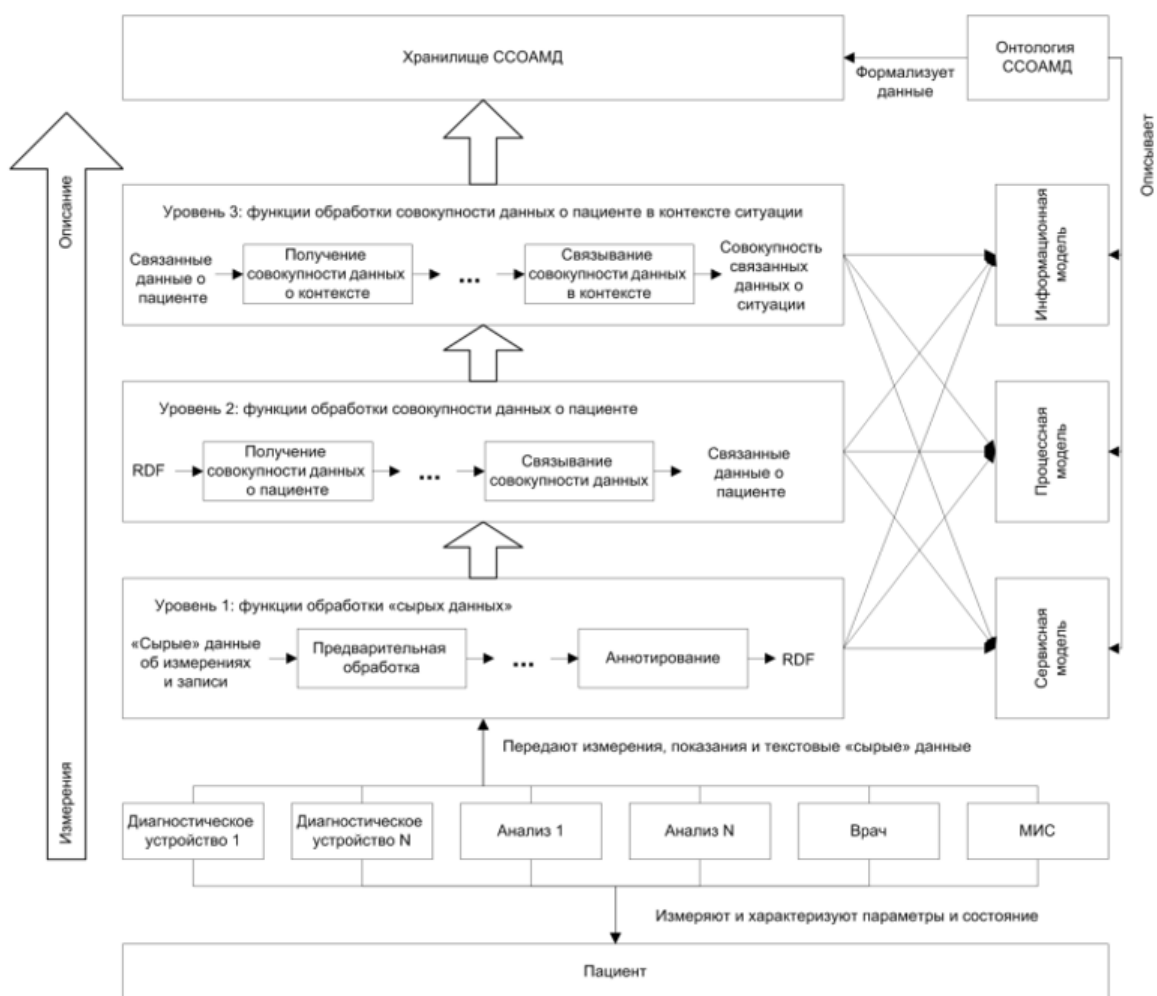 Хранилище ССОАМД
Онтология
ССОАМД
Формализует
данные
Описывает
Описание
Уровень 3: функции обработки совокупности данных о пациенте в контексте ситуации
Связанные
данные о
пациенте
Получение
совокупности данных
о контексте
...
Связывание
совокупности данных
в контексте
Совокупность
связанных
данных о
ситуации
Информационная
модель
Уровень 2: функции обработки совокупности данных о пациенте
RDF
Получение
совокупности данных
о пациенте
...
Связывание
совокупности данных
Связанные
данные о
пациенте
Процессная
модель
Уровень 1: функции обработки «сырых данных»
«Сырые» данные
об измерениях
и записи
Предварительная
обработка
...
Аннотирование
RDF
Сервисная
модель
Передают измерения, показания и текстовые «сырые» данные
Измерения
Диагностическое
устройство 1
Диагностическое
устройство N
Анализ 1
Анализ N
Врач
МИС
Измеряют и характеризуют параметры и состояние
Пациент